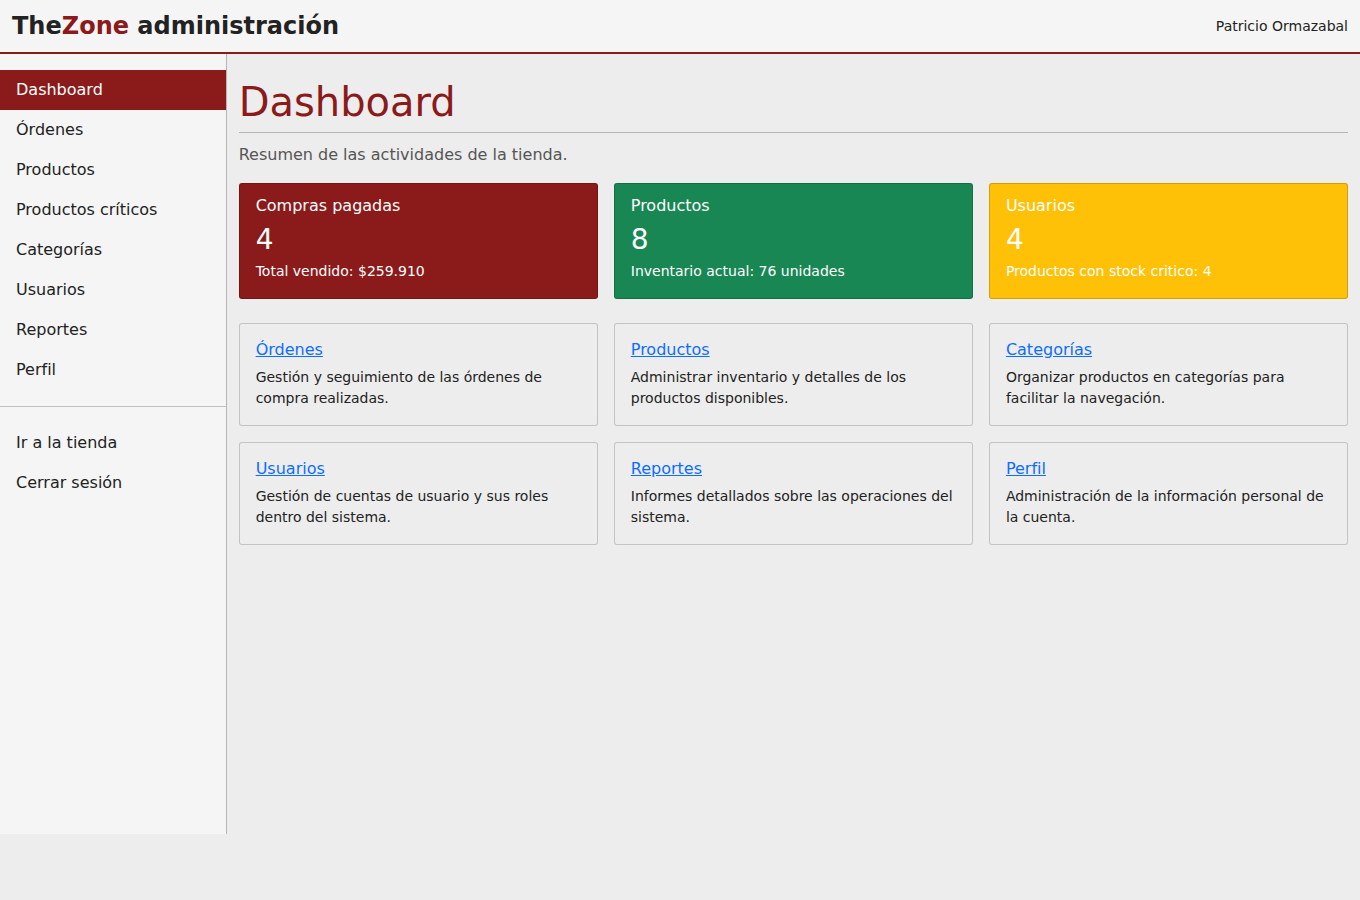 TheZone administración
Patricio Ormazabal
Dashboard
Órdenes
Productos
Productos críticos
Categorías
Usuarios
Reportes
Perfil
Ir a la tienda
Cerrar sesión
Dashboard
Resumen de las actividades de la tienda.
Compras pagadas
4
Total vendido: $259.910
Productos
8
Inventario actual: 76 unidades
Usuarios
4
Productos con stock critico: 4
Órdenes
Gestión y seguimiento de las órdenes de
compra realizadas.
Productos
Administrar inventario y detalles de los
productos disponibles.
Categorías
Organizar productos en categorías para
facilitar la navegación.
Usuarios
Gestión de cuentas de usuario y sus roles
dentro del sistema.
Reportes
Informes detallados sobre las operaciones del
sistema.
Perfil
Administración de la información personal de
la cuenta.